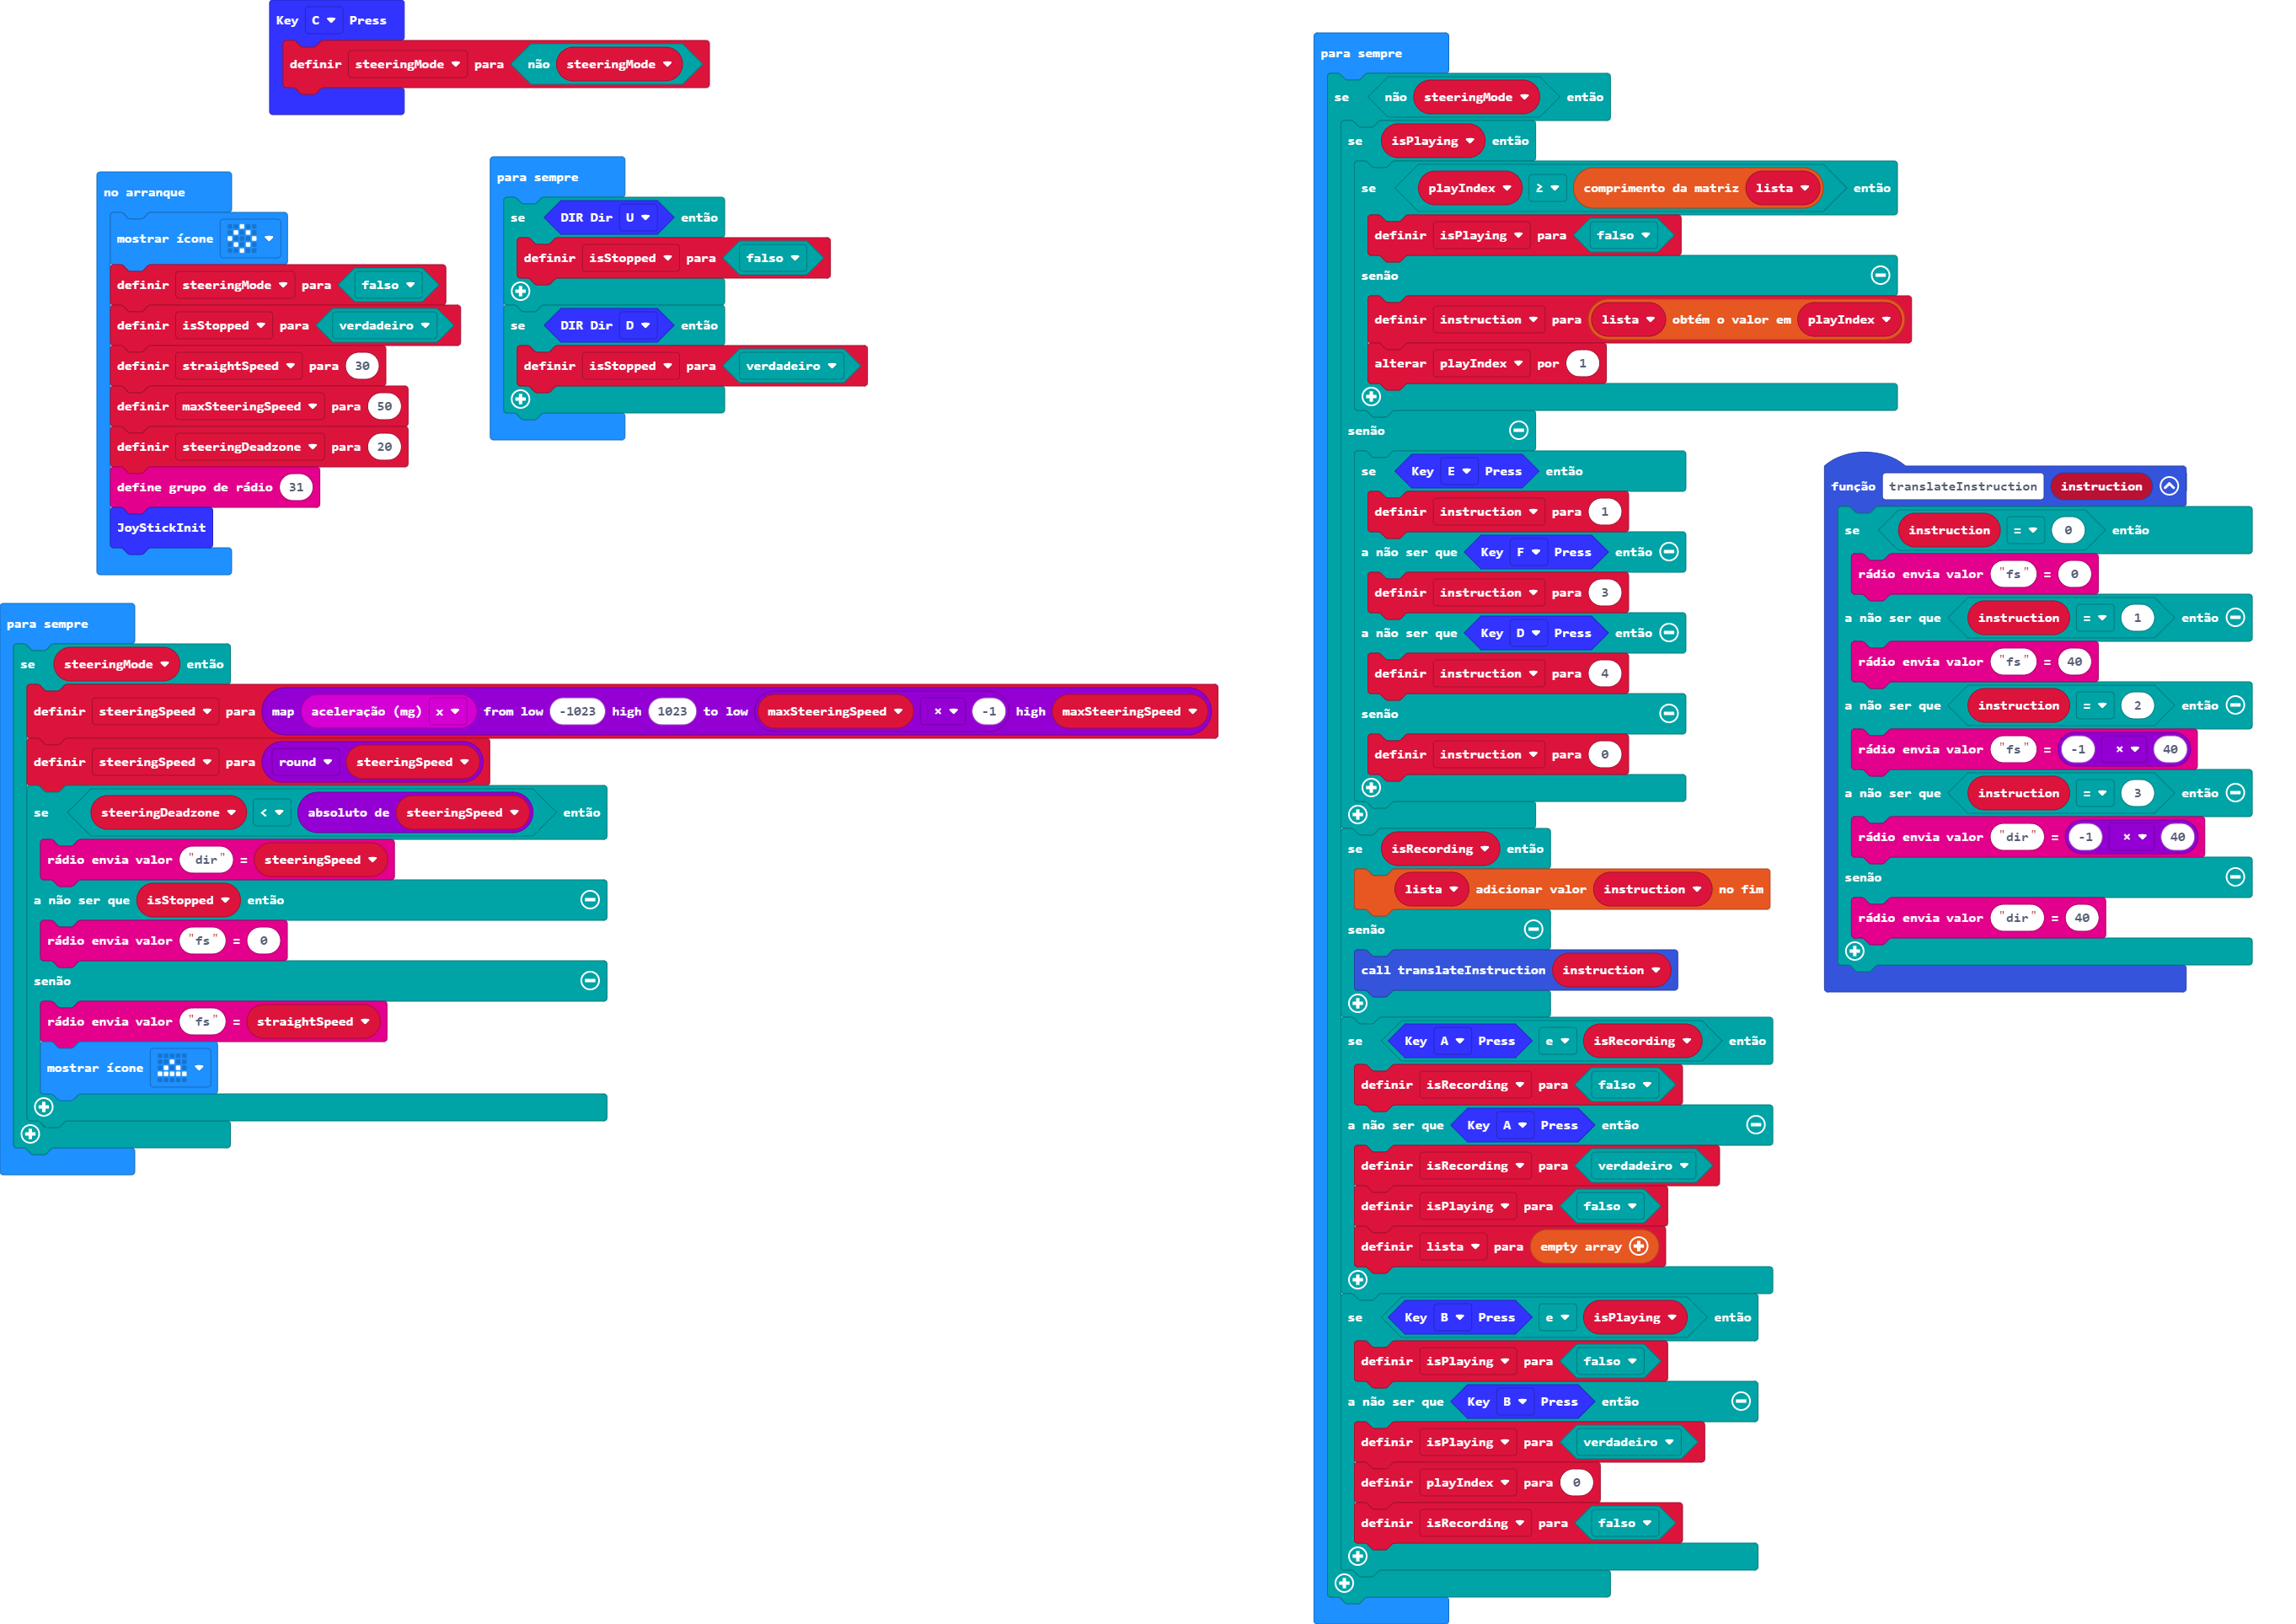 Key C Press
definir steeringMode para não steeringMode
no arranque
mostrar ícone
definir steeringMode para falso
definir isStopped para verdadeiro
definir straightSpeed para 30
definir maxSteeringSpeed para 50
definir steeringDeadzone para 20
define grupo de rádio 31
JoyStickInit
para sempre
se DIR Dir U então
definir isStopped para falso
se DIR Dir D então
definir isStopped para verdadeiro
para sempre
se steeringMode então
definir steeringSpeed para map aceleração (mg) x from low -1023 high 1023 to low maxSteeringSpeed × -1 high maxSteeringSpeed
definir steeringSpeed para round steeringSpeed
se steeringDeadzone < absoluto de steeringSpeed então
rádio envia valor "dir" = steeringSpeed
a não ser que isStopped então
rádio envia valor "fs" = 0
senão
rádio envia valor "fs" = straightSpeed
mostrar ícone
para sempre
se não steeringMode então
se isPlaying então
se playIndex ≥ comprimento da matriz lista então
definir isPlaying para falso
senão
definir instruction para lista obtém o valor em playIndex
alterar playIndex por 1
senão
se Key E Press então
definir instruction para 1
a não ser que Key F Press então
definir instruction para 3
a não ser que Key D Press então
definir instruction para 4
senão
definir instruction para 0
se isRecording então
lista adicionar valor instruction no fim
senão
call translateInstruction instruction
se Key A Press e isRecording então
definir isRecording para falso
a não ser que Key A Press então
definir isRecording para verdadeiro
definir isPlaying para falso
definir lista para empty array
se Key B Press e isPlaying então
definir isPlaying para falso
a não ser que Key B Press então
definir isPlaying para verdadeiro
definir playIndex para 0
definir isRecording para falso
função translateInstruction instruction
se instruction = 0 então
rádio envia valor "fs" = 0
a não ser que instruction = 1 então
rádio envia valor "fs" = 40
a não ser que instruction = 2 então
rádio envia valor "fs" = -1 × 40
a não ser que instruction = 3 então
rádio envia valor "dir" = -1 × 40
senão
rádio envia valor "dir" = 40